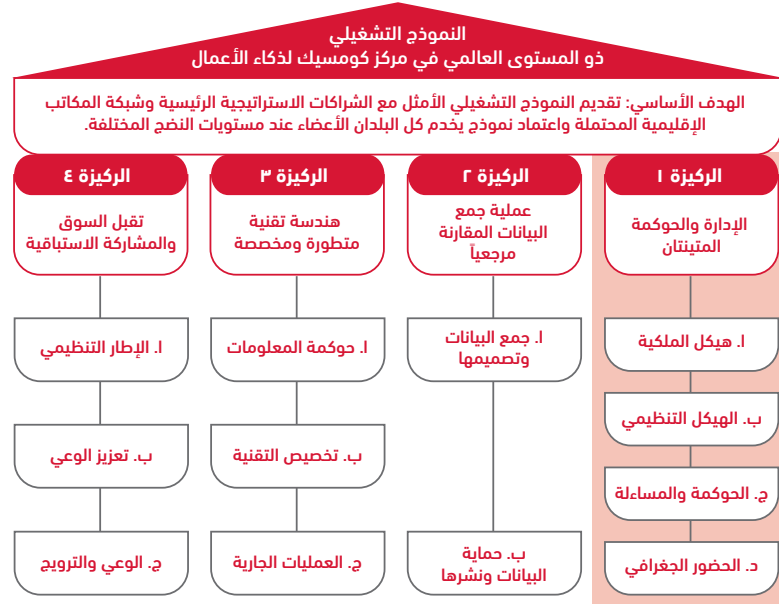 النموذج التشغيلي
ذو المستوى العالمي في مركز كومسيك لذكاء الأعمال
الهدف الأساسي: تقديم النموذج التشغيلي الأمثل مع الشراكات الاستراتيجية الرئيسية وشبكة المكاتب
الإقليمية المحتملة واعتماد نموذج يخدم كل البلدان الأعضاء عند مستويات النضج المختلفة.
الركيزة ١
الإدارة والحوكمة
المتينتان
ا. هيكل الملكية
ب. الهيكل التنظيمي
ج. الحوكمة والمساءلة
د. الحضور الجغرافي
الركيزة ٢
عملية جمع
البيانات المقارنة
مرجعياً
ا. جمع البيانات
وتصميمها
ب. حماية
البيانات ونشرها
الركيزة ٣
هندسة تقنية
متطورة ومخصصة
ا. حوكمة المعلومات
ب. تخصيص التقنية
ج. العمليات الجارية
الركيزة ٤
تقبل السوق
والمشاركة الاستباقية
ا. الإطار التنظيمي
ب. تعزيز الوعي
ج. الوعي والترويج